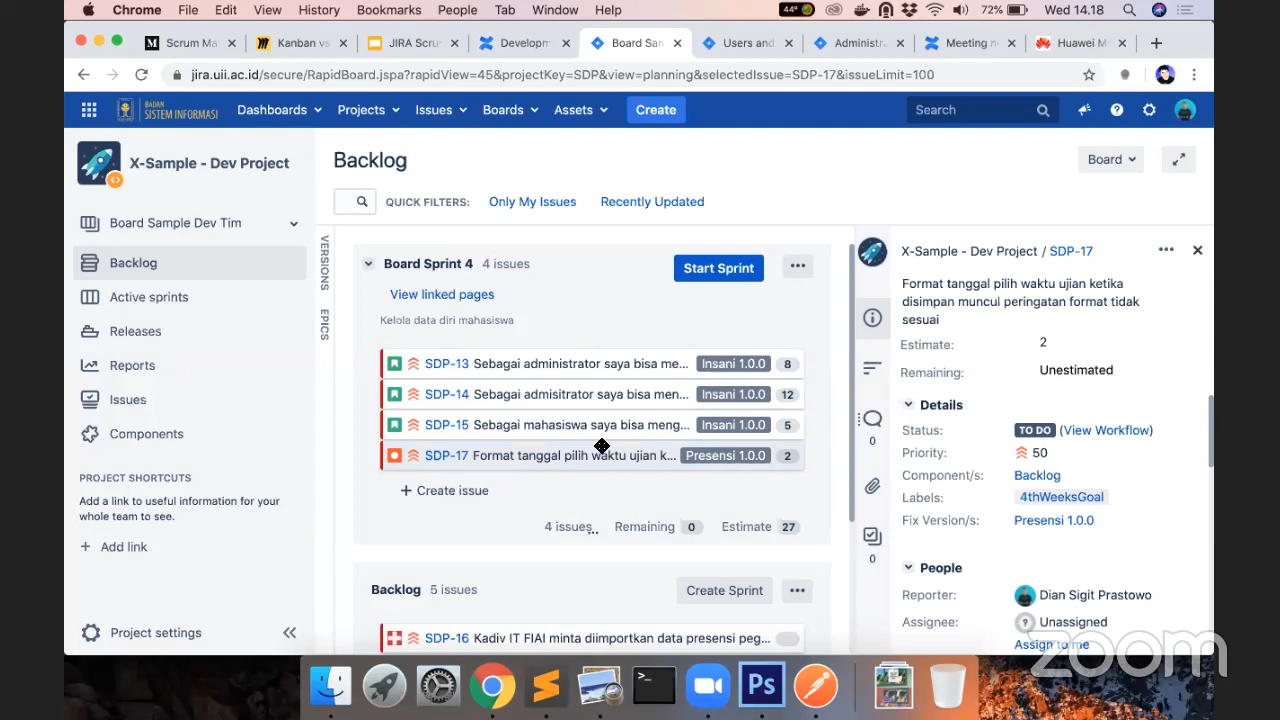 Chrome File Edit View History Bookmarks People Tab Window Help 44° 72% Wed 14.18
Scrum Ma Kanban vs JIRA Scru Developm Board San Users and Administra Meeting n Huawei M
jira.uii.ac.id/secure/RapidBoard.jspa?rapidView=45&projectKey=SDP&view=planning&selectedIssue=SDP-17&issueLimit=100
BADAN
SISTEM INFORMASI
Dashboards Projects Issues Boards Assets Create Search
X-Sample - Dev Project
Board Sample Dev Tim
Backlog
Active sprints
Releases
Reports
Issues
Components
PROJECT SHORTCUTS
Add a link to useful information for your
whole team to see.
+ Add link
Project settings
Backlog
Board
QUICK FILTERS: Only My Issues Recently Updated
VERSIONS
EPICS
Board Sprint 4 4 issues Start Sprint ...
View linked pages
Kelola data diri mahasiswa
SDP-13 Sebagai administrator saya bisa me... Insani 1.0.0 8
SDP-14 Sebagai admisitrator saya bisa men... Insani 1.0.0 12
SDP-15 Sebagai mahasiswa saya bisa meng... Insani 1.0.0 5
SDP-17 Format tanggal pilih waktu ujian k... Presensi 1.0.0 2
+ Create issue
4 issues Remaining 0 Estimate 27
Backlog 5 issues Create Sprint ...
SDP-16 Kadiv IT FIAI minta diimportkan data presensi peg...
X-Sample - Dev Project / SDP-17
Format tanggal pilih waktu ujian ketika
disimpan muncul peringatan format tidak
sesuai
Estimate: 2
Remaining: Unestimated
Details
Status: TO DO (View Workflow)
Priority: 50
Component/s: Backlog
Labels: 4thWeeksGoal
Fix Version/s: Presensi 1.0.0
People
Reporter: Dian Sigit Prastowo
Assignee: Unassigned
Assign to me
0
0
Ps
zoom